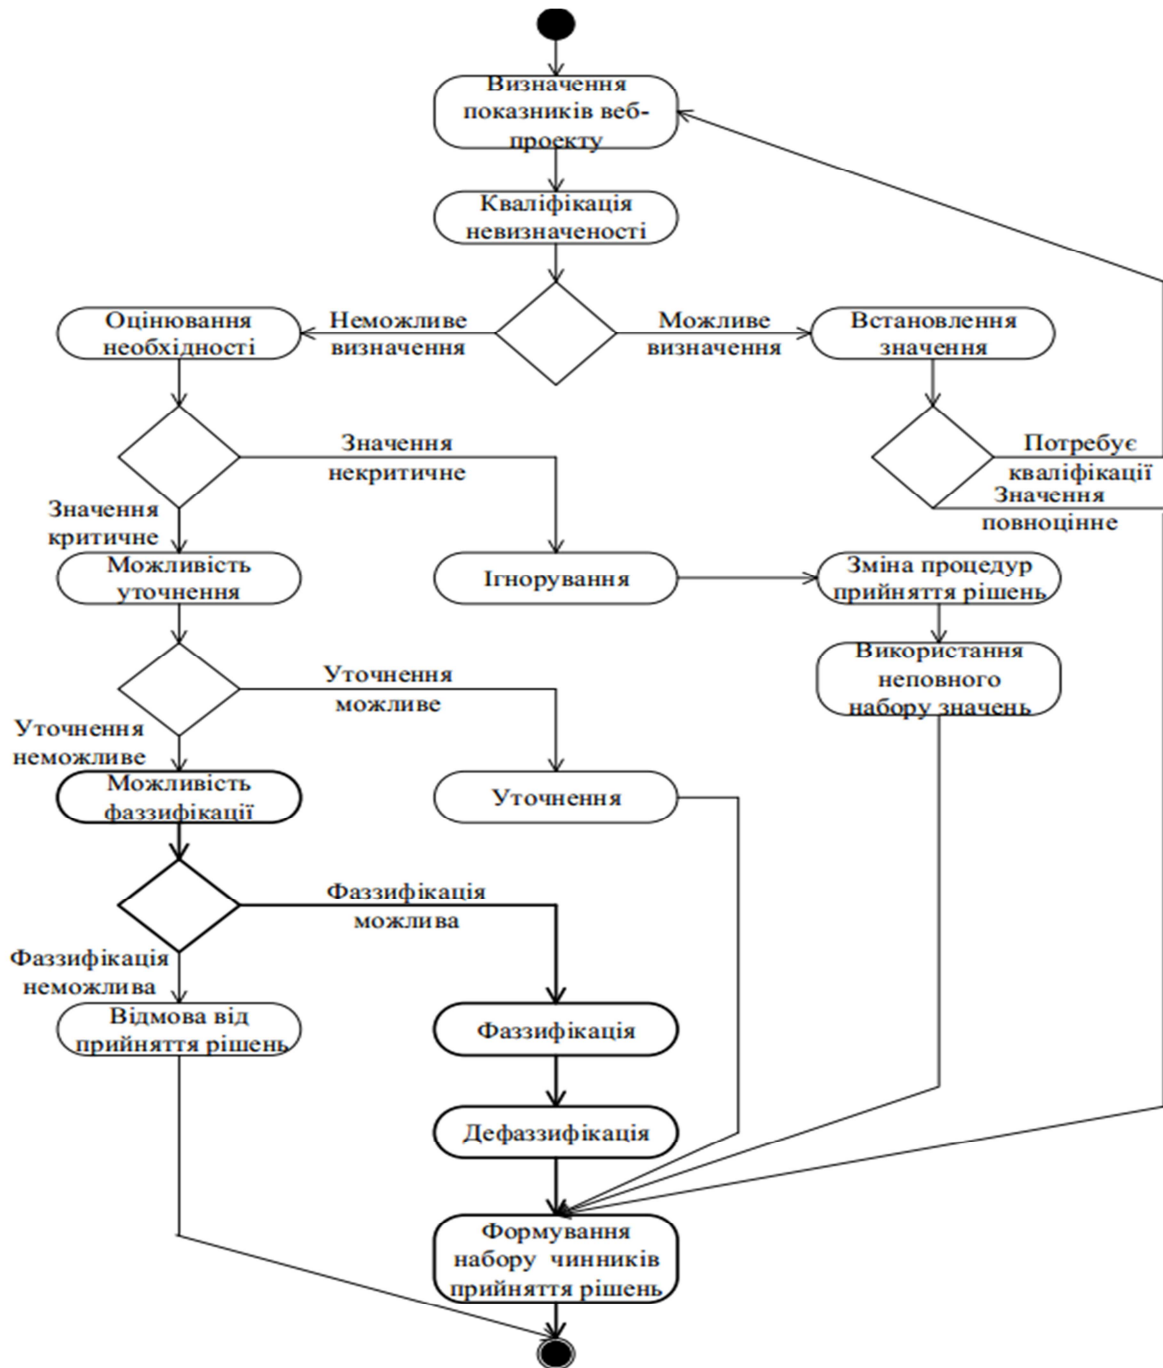 Визначення
показників веб-
проекту
Кваліфікація
невизначеності
Оцінювання
необхідності
Неможливе
визначення
Можливе
визначення
Встановлення
значення
Значення
некритичне
Потребує
кваліфікації
Значення
повноцінне
Значення
критичне
Можливість
уточнення
Ігнорування
Зміна процедур
прийняття рішень
Використання
неповного
набору значень
Уточнення
можливе
Уточнення
неможливе
Можливість
фаззифікації
Уточнення
Фаззифікація
можлива
Фаззифікація
неможлива
Відмова від
прийняття рішень
Фаззифікація
Дефаззифікація
Формування
набору чинників
прийняття рішень